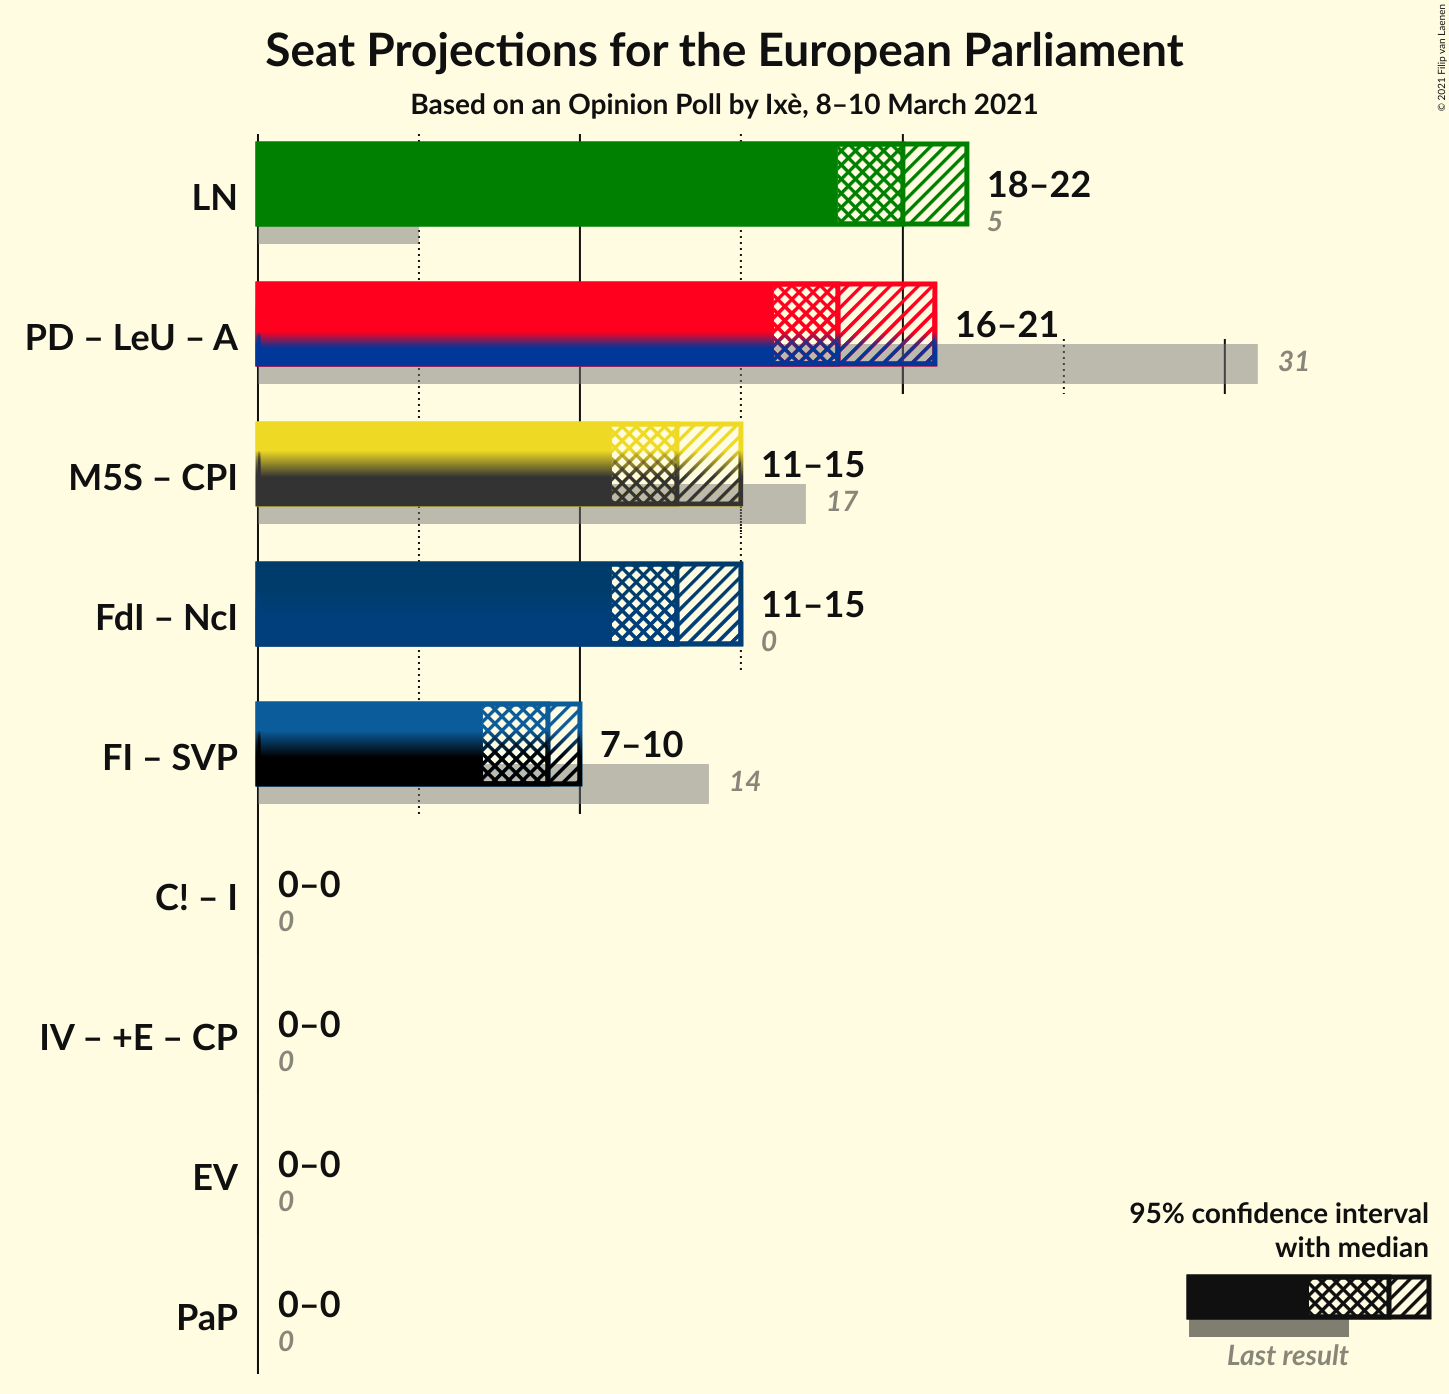 Seat Projections for the European Parliament
Based on an Opinion Poll by Ixè, 8–10 March 2021
© 2021 Filip van Laenen
LN
18–22
5
PD – LeU – A
16–21
31
M5S – CPI
11–15
17
FdI – NcI
11–15
0
FI – SVP
7–10
14
C! – I
0–0
0
IV – +E – CP
0–0
0
EV
0–0
0
PaP
0–0
0
95% confidence interval
with median
Last result